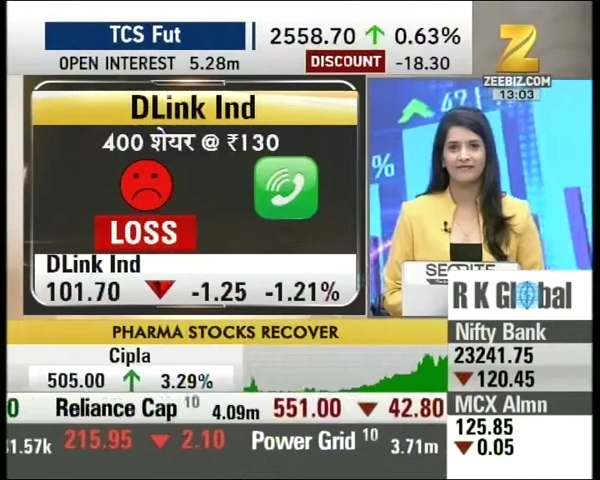 TCS Fut
2558.70 0.63%
OPEN INTEREST 5.28m
DISCOUNT -18.30
ZEEBIZ.COM
13:03
DLink Ind
400 शेयर @ ₹130
LOSS
DLink Ind
101.70 -1.25 -1.21%
%
R K Global
PHARMA STOCKS RECOVER
Cipla
505.00 3.29%
Nifty Bank
23241.75
120.45
MCX Almn
125.85
0.05
0 Reliance Cap 10 4.09m 551.00 42.80
1.57k 215.95 2.10 Power Grid 10 3.71m